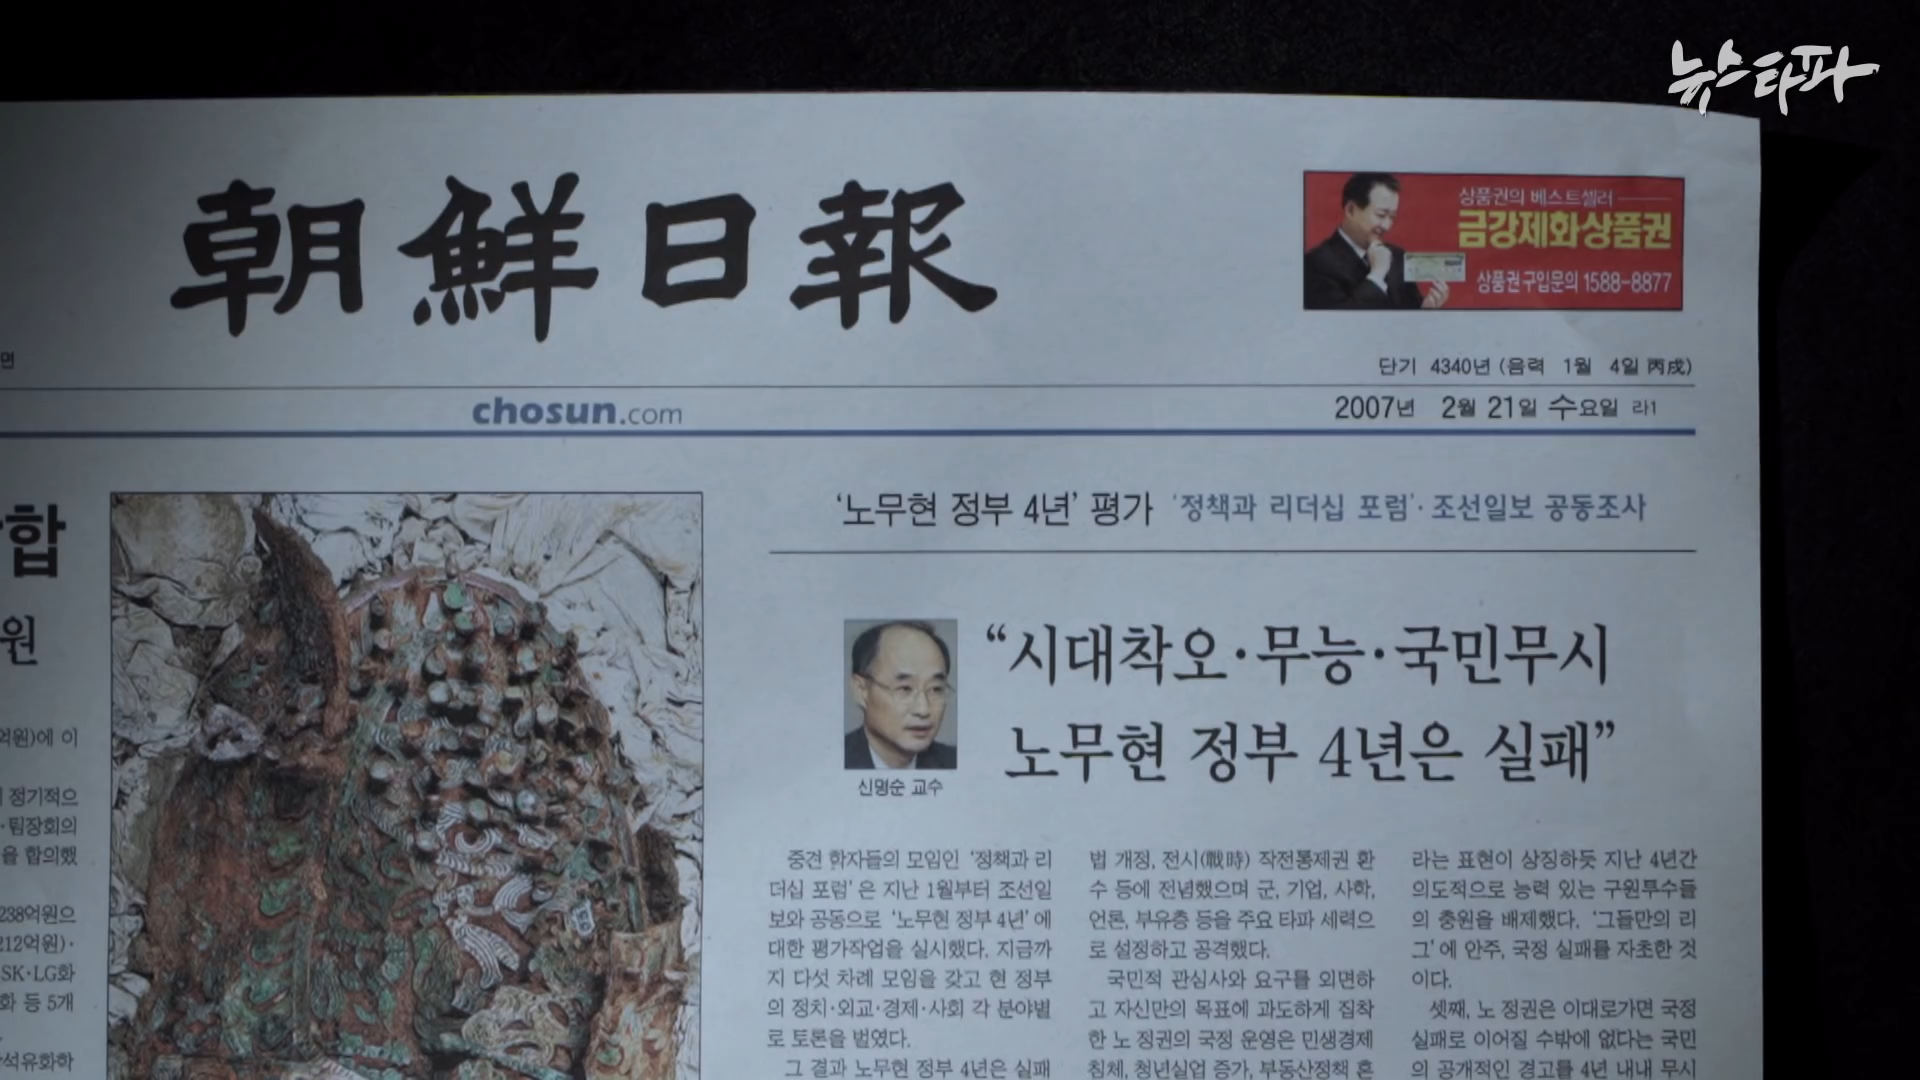 뉴스타파
朝鮮日報
상품권의 베스트셀러
금강제화상품권
상품권구입문의 1588-8877
면
단기 4340년 (음력 1월 4일 丙戌)
chosun.com
2007년 2월 21일 수요일 라1
합
원
억원)에 이
정기적으
·팀장회의
을 합의했
238억원으
212억원)·
SK·LG화
화 등 5개
석유화학
'노무현 정부 4년' 평가 '정책과 리더십 포럼'·조선일보 공동조사
“시대착오·무능·국민무시
노무현 정부 4년은 실패”
신명순 교수
중견 학자들의 모임인 '정책과 리
더십 포럼'은 지난 1월부터 조선일
보와 공동으로 '노무현 정부 4년'에
대한 평가작업을 실시했다. 지금까
지 다섯 차례 모임을 갖고 현 정부
의 정치·외교·경제·사회 각 분야별
로 토론을 벌였다.
그 결과 노무현 정부 4년은 실패
법 개정, 전시(戰時) 작전통제권 환
수 등에 전념했으며 군, 기업, 사학,
언론, 부유층 등을 주요 타파 세력으
로 설정하고 공격했다.
국민적 관심사와 요구를 외면하
고 자신만의 목표에 과도하게 집착
한 노 정권의 국정 운영은 민생경제
침체, 청년실업 증가, 부동산정책 혼
라는 표현이 상징하듯 지난 4년간
의도적으로 능력 있는 구원투수들
의 충원을 배제했다. '그들만의 리
그'에 안주, 국정 실패를 자초한 것
이다.
셋째, 노 정권은 이대로가면 국정
실패로 이어질 수밖에 없다는 국민
의 공개적인 경고를 4년 내내 무시